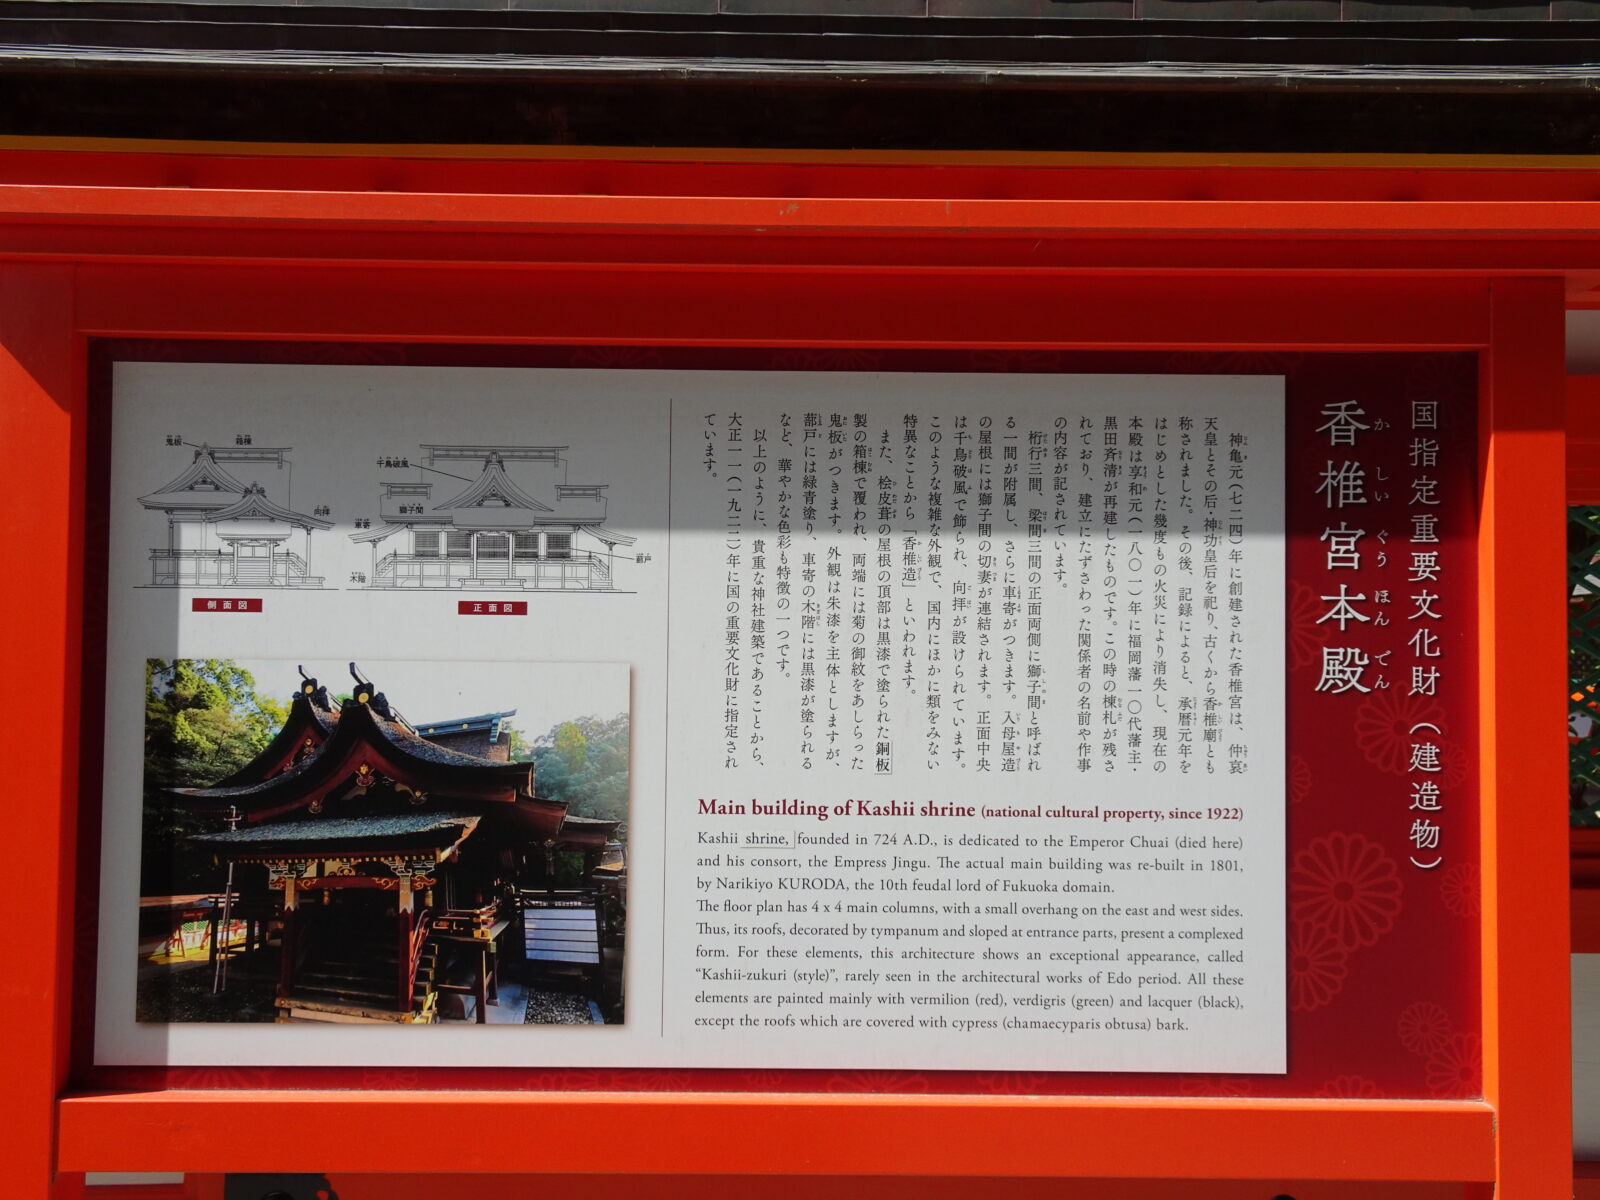 国指定重要文化財（建造物）
香椎宮本殿
かしいぐうほんでん
神亀元（七二四）年に創建された香椎宮は、仲哀
天皇とその后・神功皇后を祀り、古くから香椎廟とも
称されました。その後、記録によると、承暦元年を
はじめとした幾度もの火災により消失し、現在の
本殿は享和元（一八〇一）年に福岡藩一〇代藩主・
黒田斉清が再建したものです。この時の棟札が残さ
れており、建立にたずさわった関係者の名前や作事
の内容が記されています。
桁行三間、梁間三間の正面両側に獅子間と呼ばれ
る一間が附属し、さらに車寄がつきます。入母屋造
の屋根には獅子間の切妻が連結されます。正面中央
は千鳥破風で飾られ、向拝が設けられています。
このような複雑な外観で、国内にほかに類をみない
特異なことから「香椎造」といわれます。
また、桧皮葺の屋根の頂部は黒漆で塗られた銅板
製の箱棟で覆われ、両端には菊の御紋をあしらった
鬼板がつきます。外観は朱漆を主体としますが、
蔀戸には緑青塗り、車寄の木階には黒漆が塗られる
など、華やかな色彩も特徴の一つです。
以上のように、貴重な神社建築であることから、
大正一一（一九二二）年に国の重要文化財に指定され
ています。
鬼板
箱棟
向拝
側面図
千鳥破風
獅子間
車寄
蔀戸
木階
正面図
Main building of Kashii shrine (national cultural property, since 1922)
Kashii shrine, founded in 724 A.D., is dedicated to the Emperor Chuai (died here)
and his consort, the Empress Jingu. The actual main building was re-built in 1801,
by Narikiyo KURODA, the 10th feudal lord of Fukuoka domain.
The floor plan has 4 x 4 main columns, with a small overhang on the east and west sides.
Thus, its roofs, decorated by tympanum and sloped at entrance parts, present a complexed
form. For these elements, this architecture shows an exceptional appearance, called
“Kashii-zukuri (style)”, rarely seen in the architectural works of Edo period. All these
elements are painted mainly with vermilion (red), verdigris (green) and lacquer (black),
except the roofs which are covered with cypress (chamaecyparis obtusa) bark.